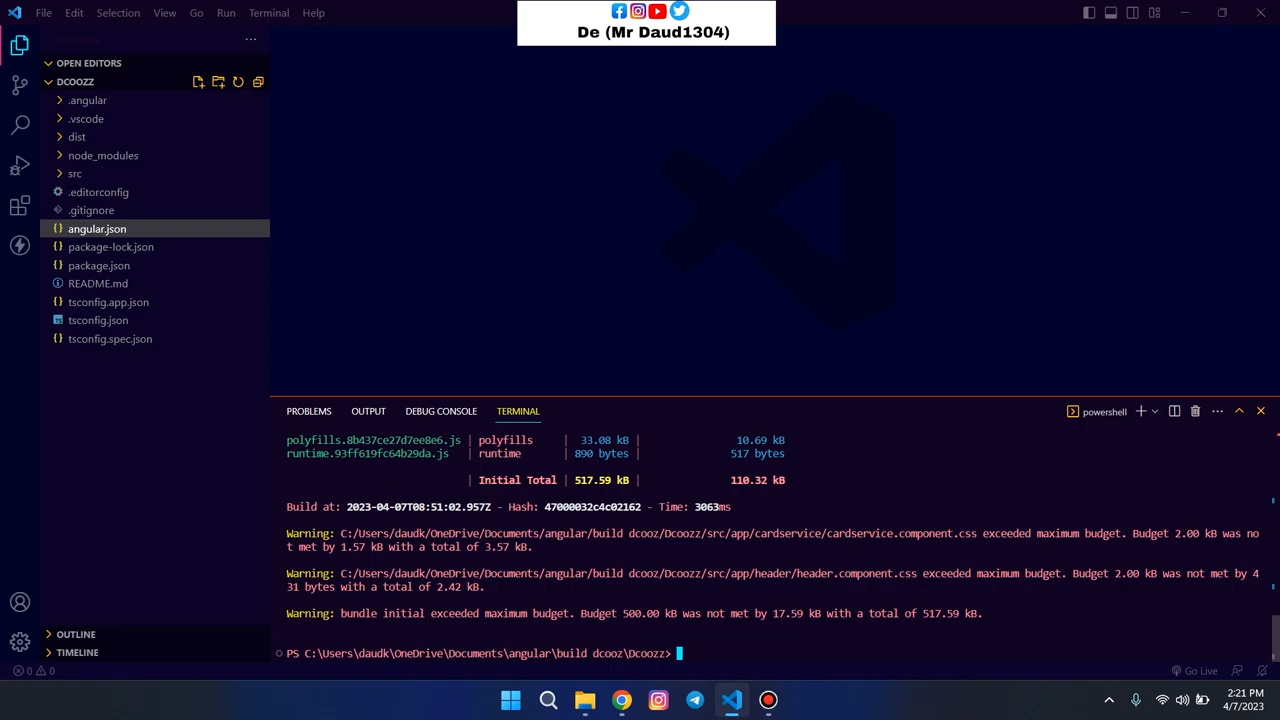 File Edit Selection View Go Run Terminal Help
De (Mr Daud1304)
OPEN EDITORS
DCOOZZ
.angular
.vscode
dist
node_modules
src
.editorconfig
.gitignore
angular.json
package-lock.json
package.json
README.md
tsconfig.app.json
tsconfig.json
tsconfig.spec.json
OUTLINE
TIMELINE
PROBLEMS OUTPUT DEBUG CONSOLE TERMINAL
powershell
polyfills.8b437ce27d7ee8e6.js | polyfills | 33.08 kB | 10.69 kB
runtime.93ff619fc64b29da.js | runtime | 890 bytes | 517 bytes
| Initial Total | 517.59 kB | 110.32 kB
Build at: 2023-04-07T08:51:02.957Z - Hash: 47000032c4c02162 - Time: 3063ms
Warning: C:/Users/daudk/OneDrive/Documents/angular/build dcooz/Dcoozz/src/app/cardservice/cardservice.component.css exceeded maximum budget. Budget 2.00 kB was no
t met by 1.57 kB with a total of 3.57 kB.
Warning: C:/Users/daudk/OneDrive/Documents/angular/build dcooz/Dcoozz/src/app/header/header.component.css exceeded maximum budget. Budget 2.00 kB was not met by 4
31 bytes with a total of 2.42 kB.
Warning: bundle initial exceeded maximum budget. Budget 500.00 kB was not met by 17.59 kB with a total of 517.59 kB.
PS C:\Users\daudk\OneDrive\Documents\angular\build dcooz\Dcoozz>
0 0
Go Live
2:21 PM
4/7/2023